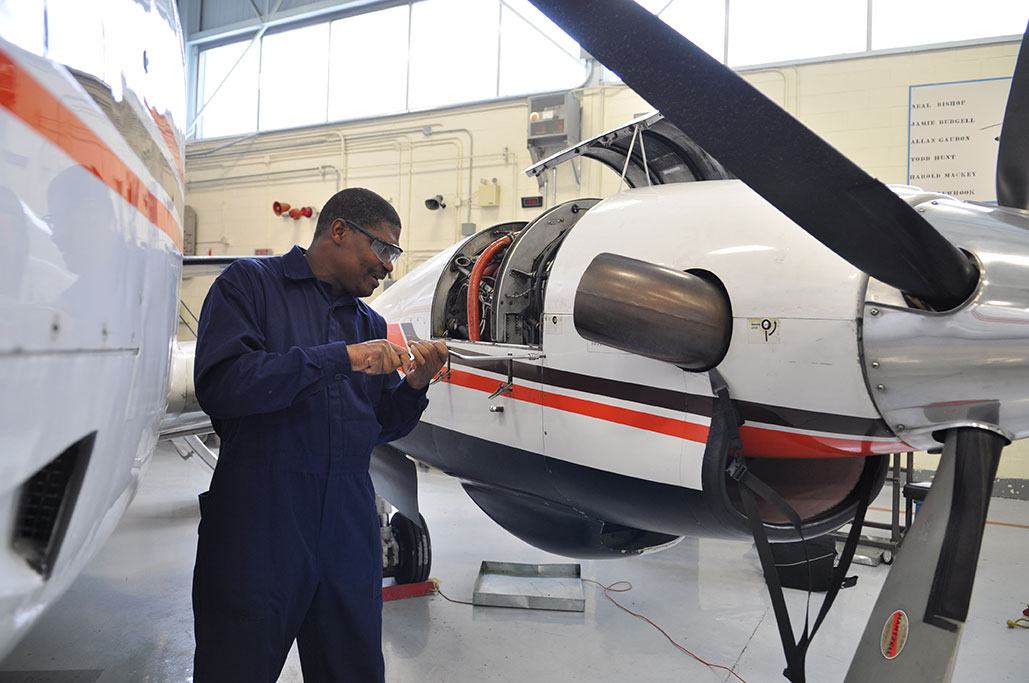 NEAL BISHOP
JAMIE BUDGELL
ALLAN GAUDON
TODD HUNT
HAROLD MACKEY